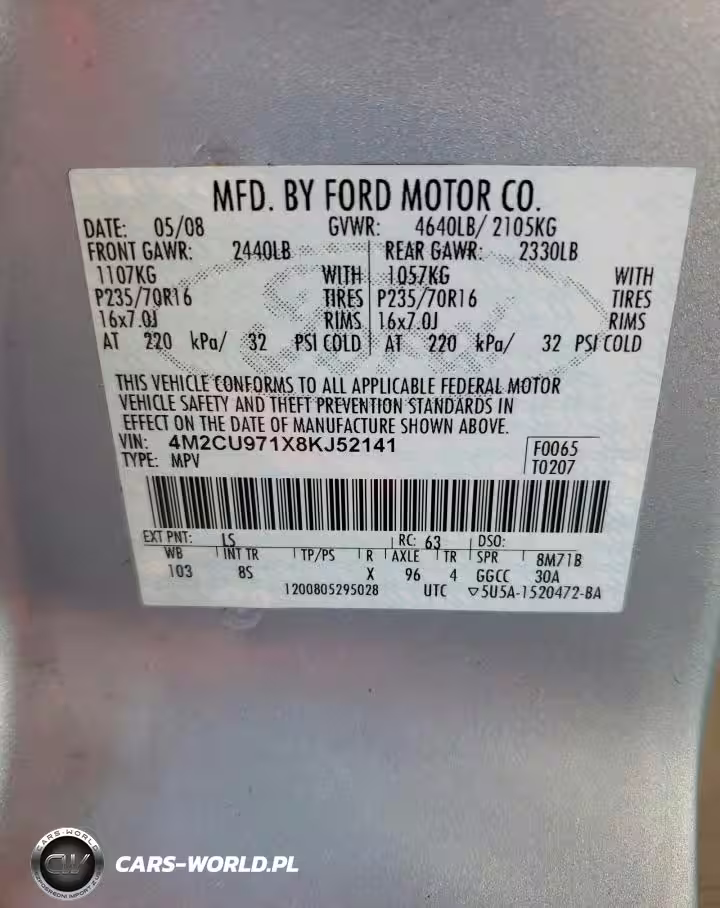 MFD. BY FORD MOTOR CO.
DATE: 05/08 GVWR: 4640LB/ 2105KG
FRONT GAWR: 2440LB REAR GAWR: 2330LB
1107KG WITH 1057KG WITH
P235/70R16 TIRES P235/70R16 TIRES
16x7.0J RIMS 16x7.0J RIMS
AT 220 kPa/ 32 PSI COLD AT 220 kPa/ 32 PSI COLD
THIS VEHICLE CONFORMS TO ALL APPLICABLE FEDERAL MOTOR
VEHICLE SAFETY AND THEFT PREVENTION STANDARDS IN
EFFECT ON THE DATE OF MANUFACTURE SHOWN ABOVE.
VIN: 4M2CU971X8KJ52141 F0065
TYPE: MPV T0207
EXT PNT: LS RC: 63 DSO:
WB INT TR TP/PS R AXLE TR SPR 8M71B
103 8S X 96 4 GGCC 30A
1200805295028 UTC ▽5U5A-1520472-BA
CARS-WORLD
CW
CARS-WORLD.PL